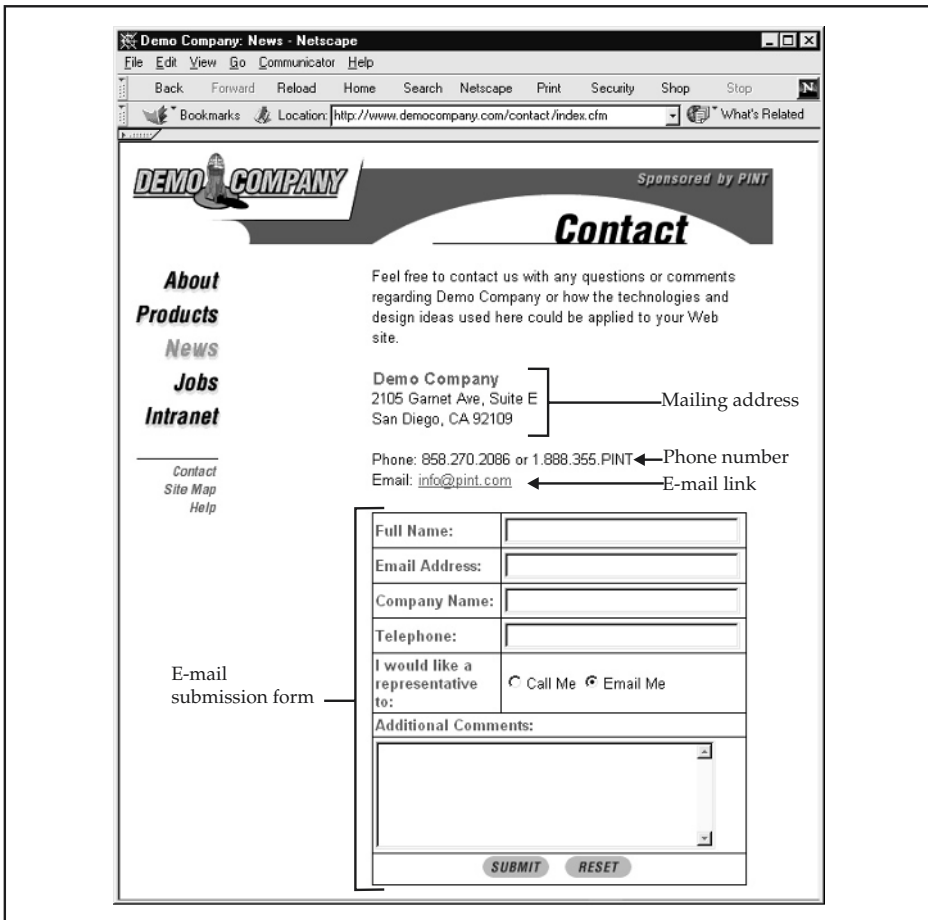 Demo Company: News - Netscape
File Edit View Go Communicator Help
Back Forward Reload Home Search Netscape Print Security Shop Stop N
Bookmarks Location: http://www.democompany.com/contact/index.cfm What's Related
DEMO COMPANY
Sponsored by PINT
Contact
About
Products
News
Jobs
Intranet
Contact
Site Map
Help
Feel free to contact us with any questions or comments
regarding Demo Company or how the technologies and
design ideas used here could be applied to your Web
site.
Demo Company
2105 Garnet Ave, Suite E
San Diego, CA 92109
Mailing address
Phone: 858.270.2086 or 1.888.355.PINT
Phone number
Email: info@pint.com
E-mail link
E-mail
submission form
Full Name:
Email Address:
Company Name:
Telephone:
I would like a
representative
to:
Call Me Email Me
Additional Comments:
SUBMIT RESET